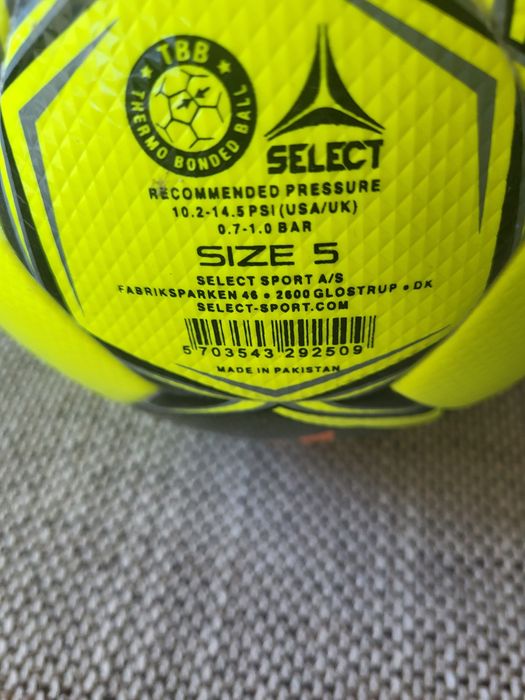 TBB
THERMO BONDED BALL
SELECT
RECOMMENDED PRESSURE
10.2-14.5 PSI (USA/UK)
0.7-1.0 BAR
SIZE 5
SELECT SPORT A/S
FABRIKSPARKEN 46 • 2600 GLOSTRUP • DK
SELECT-SPORT.COM
5 703543 292509
MADE IN PAKISTAN